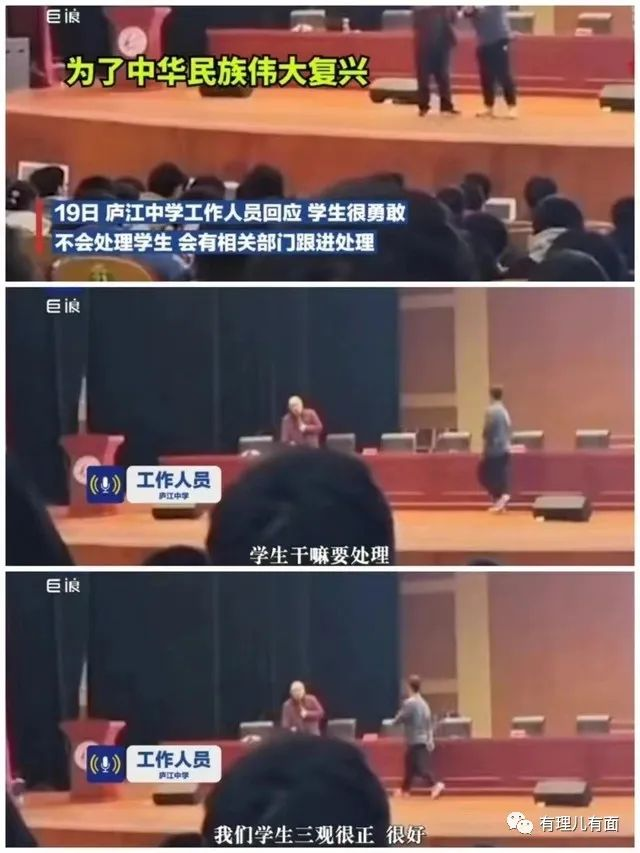 巨浪
为了中华民族伟大复兴
19日 庐江中学工作人员回应 学生很勇敢
不会处理学生 会有相关部门跟进处理
巨浪
工作人员
庐江中学
学生干嘛要处理
巨浪
工作人员
庐江中学
我们学生三观很正 很好
有理儿有面